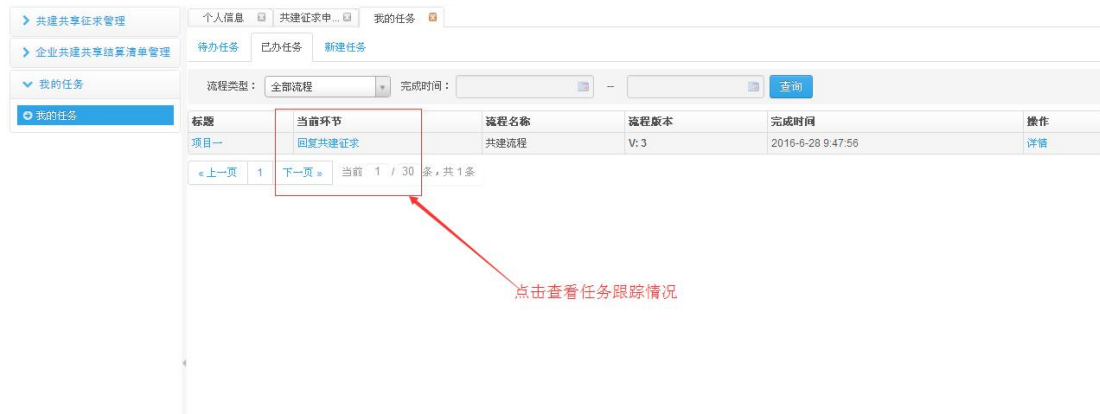 共建共享征求管理
企业共建共享结算清单管理
我的任务
我的任务
个人信息 共建征求申... 我的任务
待办任务 已办任务 新建任务
流程类型： 全部流程 完成时间： -- 查询
标题 当前环节 流程名称 流程版本 完成时间 操作
项目一 回复共建征求 共建流程 V: 3 2016-6-28 9:47:56 详情
« 上一页 1 下一页 » 当前 1 / 30 条，共 1 条
点击查看任务跟踪情况